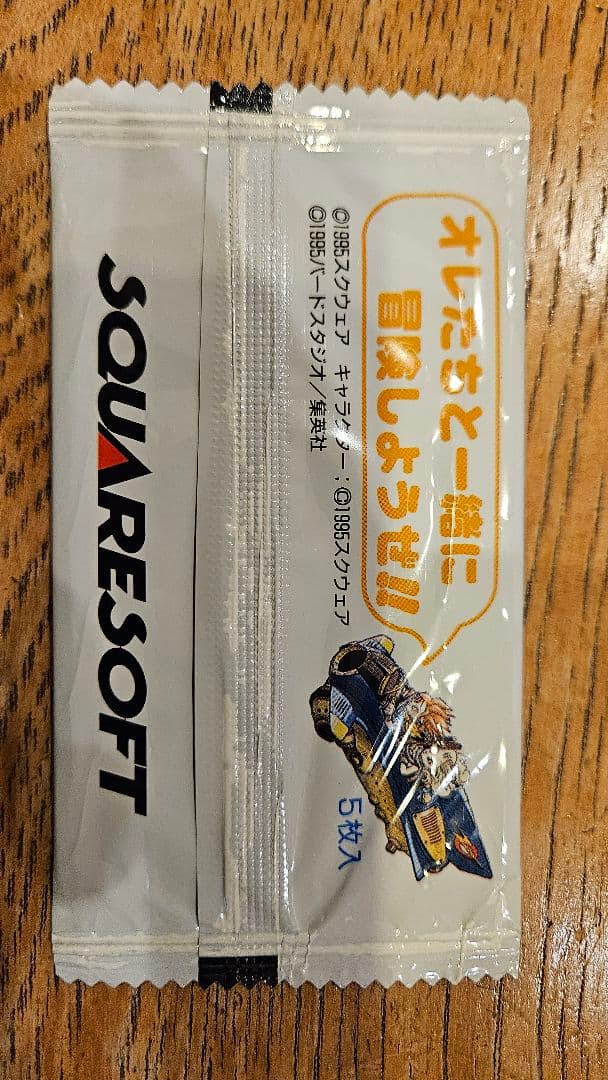 オレたちと一緒に
冒険しようぜ!!
©1995スクウェア キャラクター:©1995スクウェア
©1995バードスタジオ/集英社
5枚入
SQUARESOFT